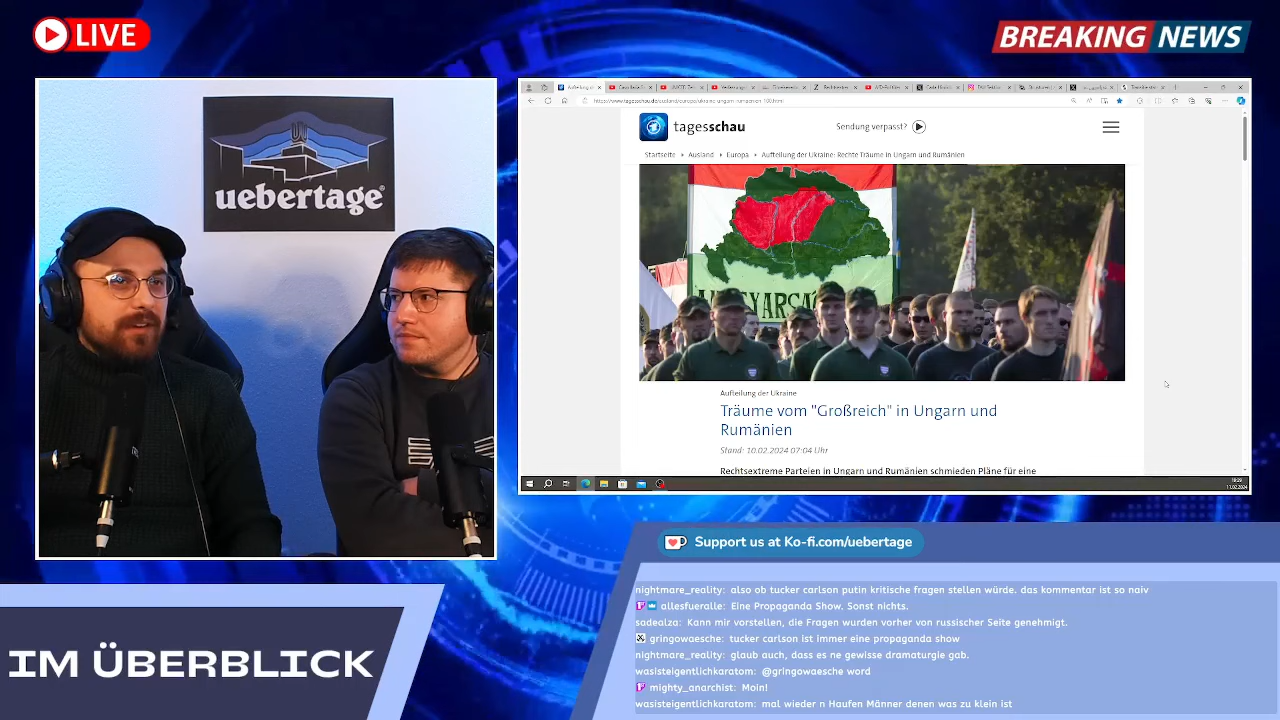 LIVE
BREAKING NEWS
uebertage®
tagesschau
Sendung verpasst?
Startseite
Ausland
Europa
Aufteilung der Ukraine: Rechte Träume in Ungarn und Rumänien
Aufteilung der Ukraine
Träume vom "Großreich" in Ungarn und
Rumänien
Stand: 10.02.2024 07:04 Uhr
Rechtsextreme Parteien in Ungarn und Rumänien schmieden Pläne für eine
Support us at Ko-fi.com/uebertage
nightmare_reality: also ob tucker carlson putin kritische fragen stellen würde. das kommentar ist so naiv
allesfueralle: Eine Propaganda Show. Sonst nichts.
sadealza: Kann mir vorstellen, die Fragen wurden vorher von russischer Seite genehmigt.
gringowaesche: tucker carlson ist immer eine propaganda show
nightmare_reality: glaub auch, dass es ne gewisse dramaturgie gab.
wasisteigentlichkaratom: @gringowaesche word
mighty_anarchist: Moin!
wasisteigentlichkaratom: mal wieder n Haufen Männer denen was zu klein ist
IM ÜBERBLICK